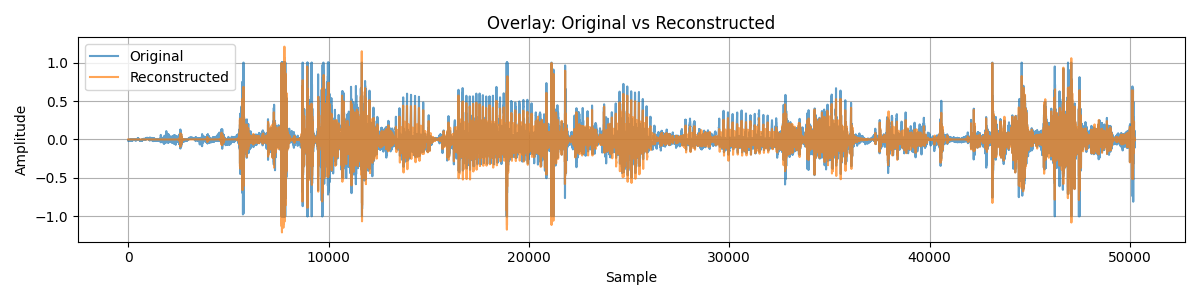 Overlay: Original vs Reconstructed
Original
Reconstructed
Amplitude
1.0
0.5
0.0
−0.5
−1.0
0
10000
20000
30000
40000
50000
Sample